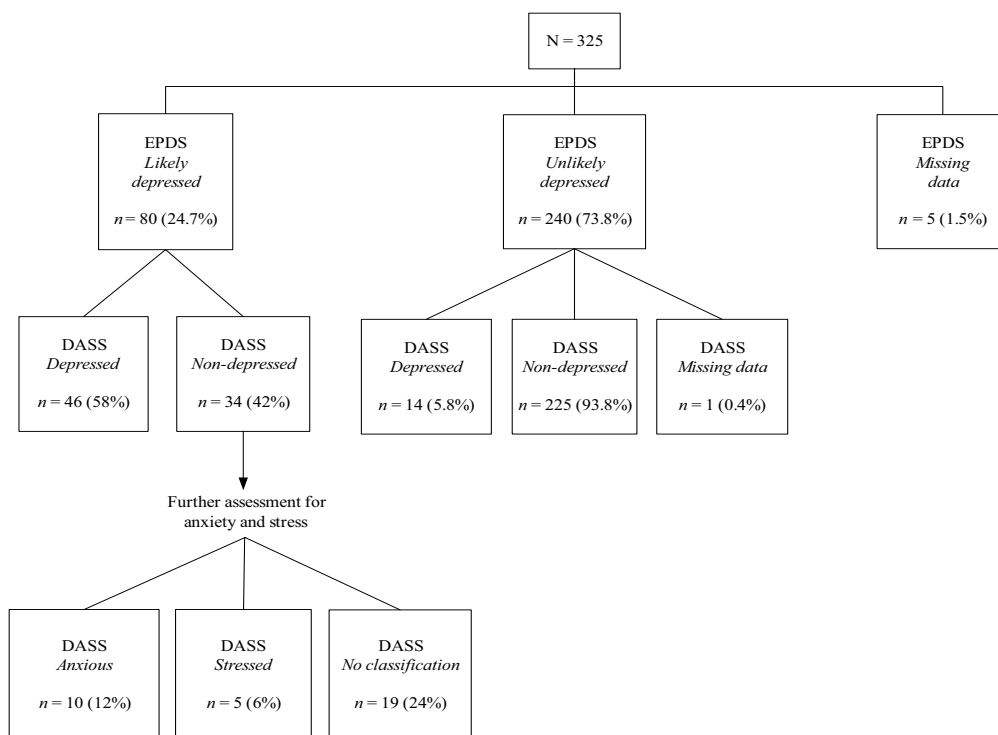 N = 325
EPDS
Likely
depressed
n = 80 (24.7%)
EPDS
Unlikely
depressed
n = 240 (73.8%)
EPDS
Missing
data
n = 5 (1.5%)
DASS
Depressed
n = 46 (58%)
DASS
Non-depressed
n = 34 (42%)
DASS
Depressed
n = 14 (5.8%)
DASS
Non-depressed
n = 225 (93.8%)
DASS
Missing data
n = 1 (0.4%)
Further assessment for
anxiety and stress
DASS
Anxious
n = 10 (12%)
DASS
Stressed
n = 5 (6%)
DASS
No classification
n = 19 (24%)